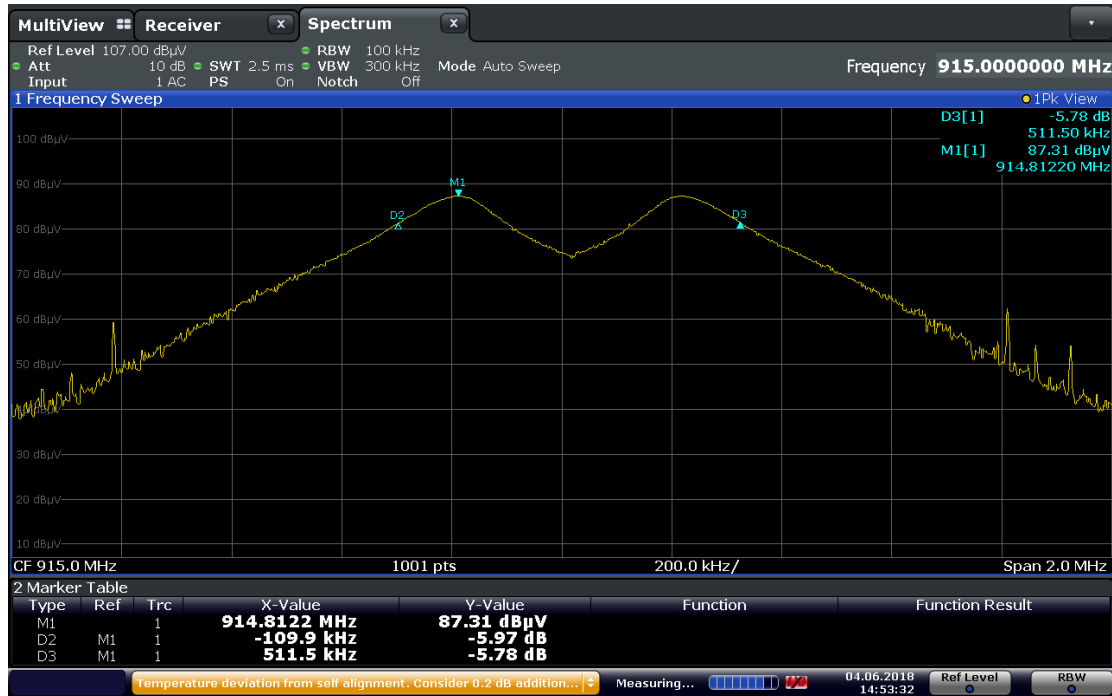 MultiView Receiver X Spectrum X
Ref Level 107.00 dBµV RBW 100 kHz
Att 10 dB SWT 2.5 ms VBW 300 kHz Mode Auto Sweep Frequency 915.0000000 MHz
Input 1 AC PS On Notch Off
1 Frequency Sweep 1Pk View
D3[1] -5.78 dB
511.50 kHz
M1[1] 87.31 dBµV
914.81220 MHz
100 dBµV
90 dBµV
M1
D2 D3
80 dBµV
70 dBµV
60 dBµV
50 dBµV
30 dBµV
20 dBµV
10 dBµV
CF 915.0 MHz 1001 pts 200.0 kHz/ Span 2.0 MHz
2 Marker Table
Type Ref Trc X-Value Y-Value Function Function Result
M1 1 914.8122 MHz 87.31 dBµV
D2 M1 1 -109.9 kHz -5.97 dB
D3 M1 1 511.5 kHz -5.78 dB
Temperature deviation from self alignment. Consider 0.2 dB addition... Measuring... 04.06.2018 Ref Level RBW
14:53:32